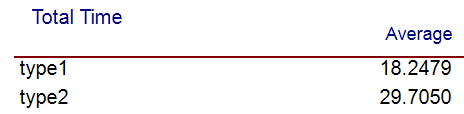 Total Time
Average
type1 18.2479
type2 29.7050